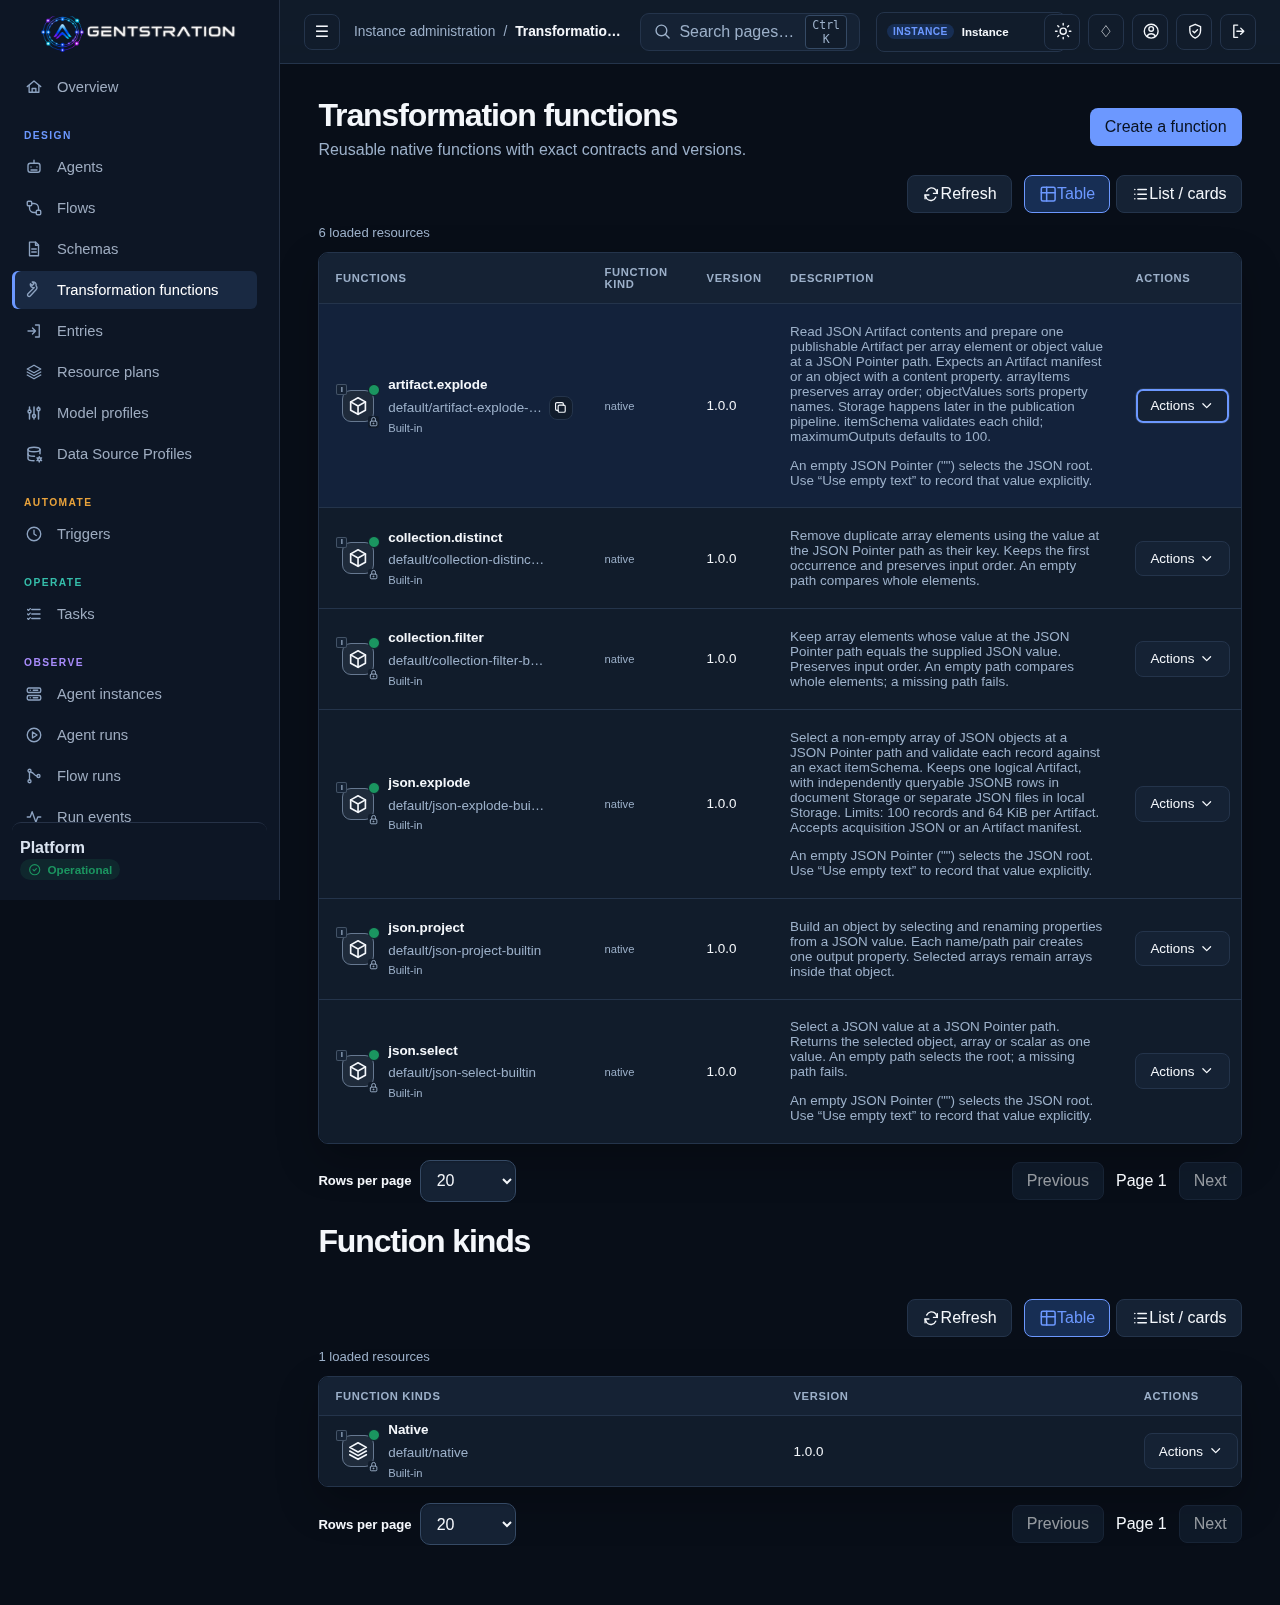 GENTSTRATION
Overview
DESIGN
Agents
Flows
Schemas
Transformation functions
Entries
Resource plans
Model profiles
Data Source Profiles
AUTOMATE
Triggers
OPERATE
Tasks
OBSERVE
Agent instances
Agent runs
Flow runs
Run events
Platform
Operational
Instance administration / Transformatio…
Search pages…
Ctrl
K
INSTANCE Instance
Transformation functions
Reusable native functions with exact contracts and versions.
Create a function
Refresh
Table
List / cards
6 loaded resources
FUNCTIONS
FUNCTION
KIND
VERSION
DESCRIPTION
ACTIONS
artifact.explode
default/artifact-explode-…
Built-in
native
1.0.0
Read JSON Artifact contents and prepare one
publishable Artifact per array element or object value
at a JSON Pointer path. Expects an Artifact manifest
or an object with a content property. arrayItems
preserves array order; objectValues sorts property
names. Storage happens later in the publication
pipeline. itemSchema validates each child;
maximumOutputs defaults to 100.
An empty JSON Pointer ("") selects the JSON root.
Use “Use empty text” to record that value explicitly.
Actions
collection.distinct
default/collection-distinc…
Built-in
native
1.0.0
Remove duplicate array elements using the value at
the JSON Pointer path as their key. Keeps the first
occurrence and preserves input order. An empty
path compares whole elements.
Actions
collection.filter
default/collection-filter-b…
Built-in
native
1.0.0
Keep array elements whose value at the JSON
Pointer path equals the supplied JSON value.
Preserves input order. An empty path compares
whole elements; a missing path fails.
Actions
json.explode
default/json-explode-bui…
Built-in
native
1.0.0
Select a non-empty array of JSON objects at a
JSON Pointer path and validate each record against
an exact itemSchema. Keeps one logical Artifact,
with independently queryable JSONB rows in
document Storage or separate JSON files in local
Storage. Limits: 100 records and 64 KiB per Artifact.
Accepts acquisition JSON or an Artifact manifest.
An empty JSON Pointer ("") selects the JSON root.
Use “Use empty text” to record that value explicitly.
Actions
json.project
default/json-project-builtin
Built-in
native
1.0.0
Build an object by selecting and renaming properties
from a JSON value. Each name/path pair creates
one output property. Selected arrays remain arrays
inside that object.
Actions
json.select
default/json-select-builtin
Built-in
native
1.0.0
Select a JSON value at a JSON Pointer path.
Returns the selected object, array or scalar as one
value. An empty path selects the root; a missing
path fails.
An empty JSON Pointer ("") selects the JSON root.
Use “Use empty text” to record that value explicitly.
Actions
Rows per page
20
Previous
Page 1
Next
Function kinds
Refresh
Table
List / cards
1 loaded resources
FUNCTION KINDS
VERSION
ACTIONS
Native
default/native
Built-in
1.0.0
Actions
Rows per page
20
Previous
Page 1
Next